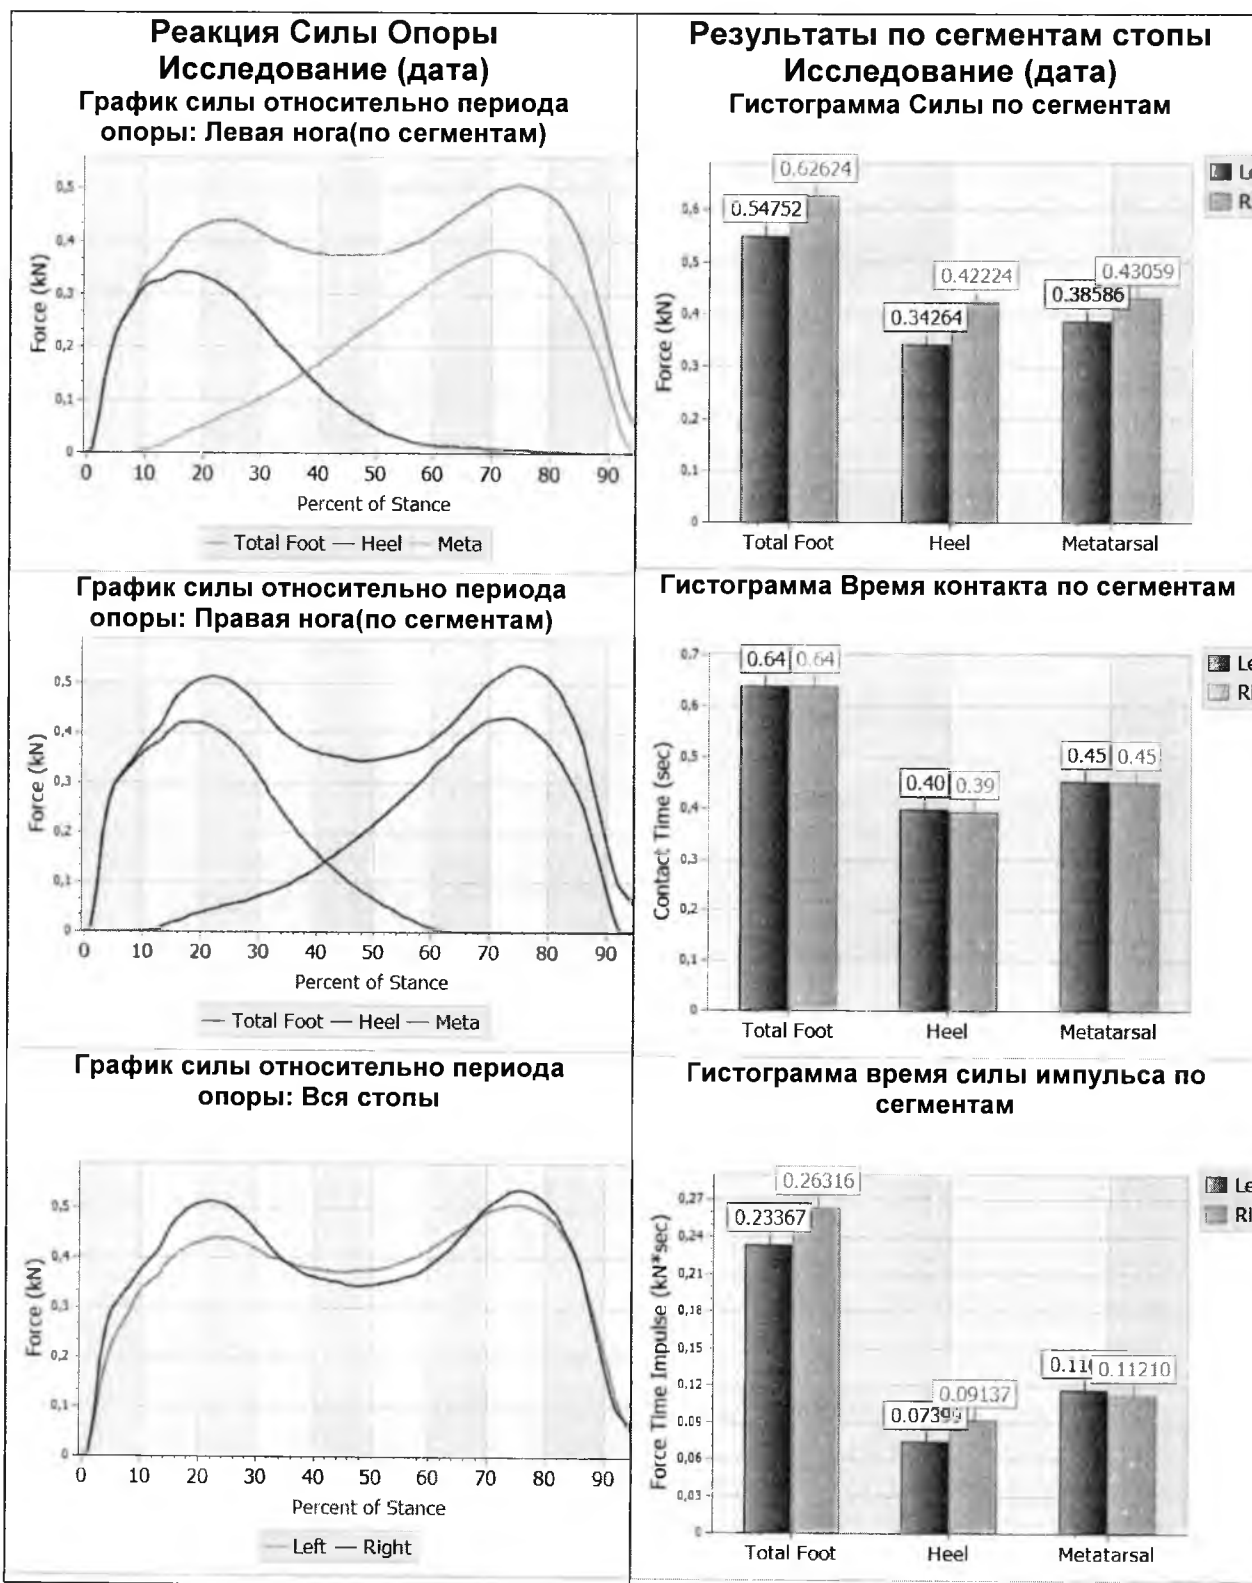 Реакция Силы Опоры
Исследование (дата)
График силы относительно периода
опоры: Левая нога(по сегментам)
Force (kN)
0,5
0,4
0,3
0,2
0,1
0
0 10 20 30 40 50 60 70 80 90
Percent of Stance
Total Foot — Heel — Meta
График силы относительно периода
опоры: Правая нога(по сегментам)
Force (kN)
0,5
0,4
0,3
0,2
0,1
0
0 10 20 30 40 50 60 70 80 90
Percent of Stance
— Total Foot — Heel — Meta
График силы относительно периода
опоры: Вся стопы
Force (kN)
0,5
0,4
0,3
0,2
0,1
0
0 10 20 30 40 50 60 70 80 90
Percent of Stance
— Left — Right
Результаты по сегментам стопы
Исследование (дата)
Гистограмма Силы по сегментам
Force (kN)
0,6
0,5
0,4
0,3
0,2
0,1
0
0.54752 0.62624
0.34264 0.42224
0.38586 0.43059
Total Foot Heel Metatarsal
Le
R
Гистограмма Время контакта по сегментам
Contact Time (sec)
0,7
0,6
0,5
0,4
0,3
0,2
0,1
0
0.64 0.64
0.40 0.39
0.45 0.45
Total Foot Heel Metatarsal
Le
Ri
Гистограмма время силы импульса по
сегментам
Force Time Impulse (kN*sec)
0,27
0,24
0,21
0,18
0,15
0,12
0,09
0,06
0,03
0
0.23367 0.26316
0.07399 0.09137
0.11210
Total Foot Heel Metatarsal
Le
Ri